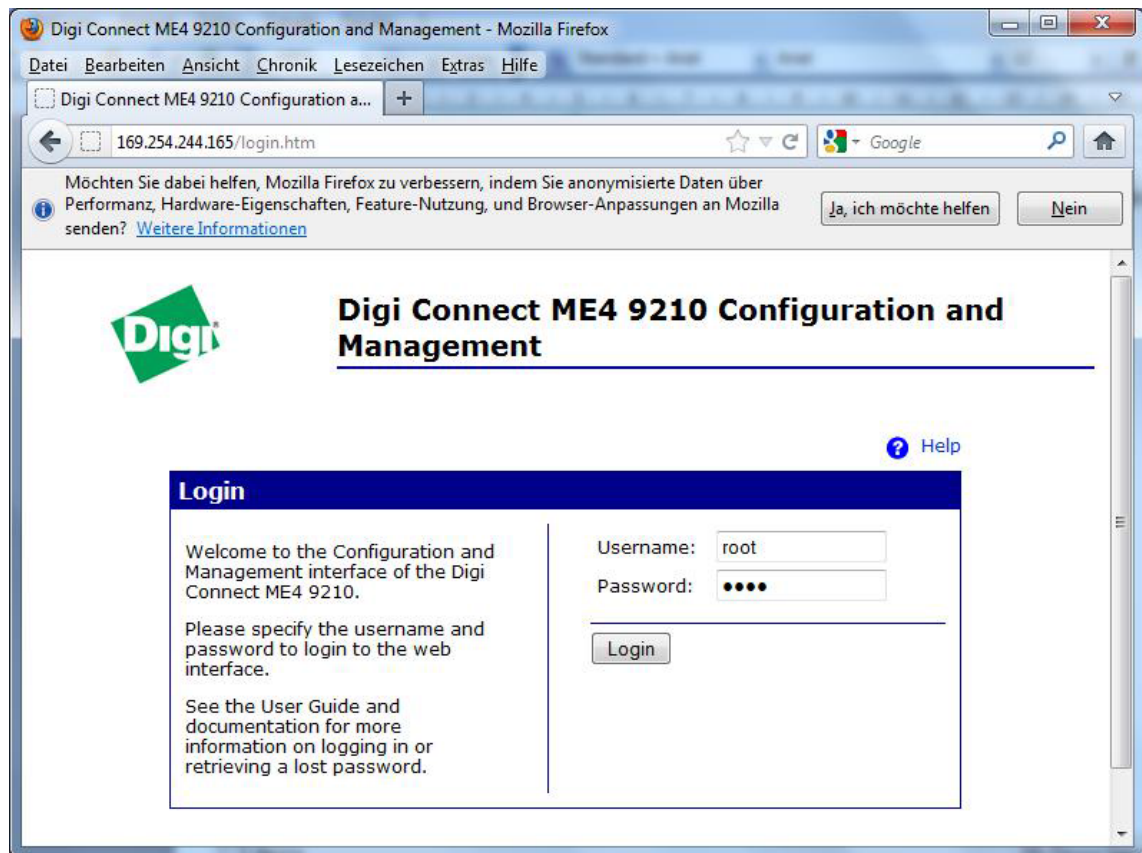 Digi Connect ME4 9210 Configuration and Management - Mozilla Firefox
Datei Bearbeiten Ansicht Chronik Lesezeichen Extras Hilfe
Digi Connect ME4 9210 Configuration a... +
169.254.244.165/login.htm
Google
Möchten Sie dabei helfen, Mozilla Firefox zu verbessern, indem Sie anonymisierte Daten über
Performanz, Hardware-Eigenschaften, Feature-Nutzung, und Browser-Anpassungen an Mozilla
senden? Weitere Informationen
Ja, ich möchte helfen
Nein
Digi
Digi Connect ME4 9210 Configuration and
Management
Help
Login
Welcome to the Configuration and
Management interface of the Digi
Connect ME4 9210.
Please specify the username and
password to login to the web
interface.
See the User Guide and
documentation for more
information on logging in or
retrieving a lost password.
Username: root
Password: ●●●●
Login